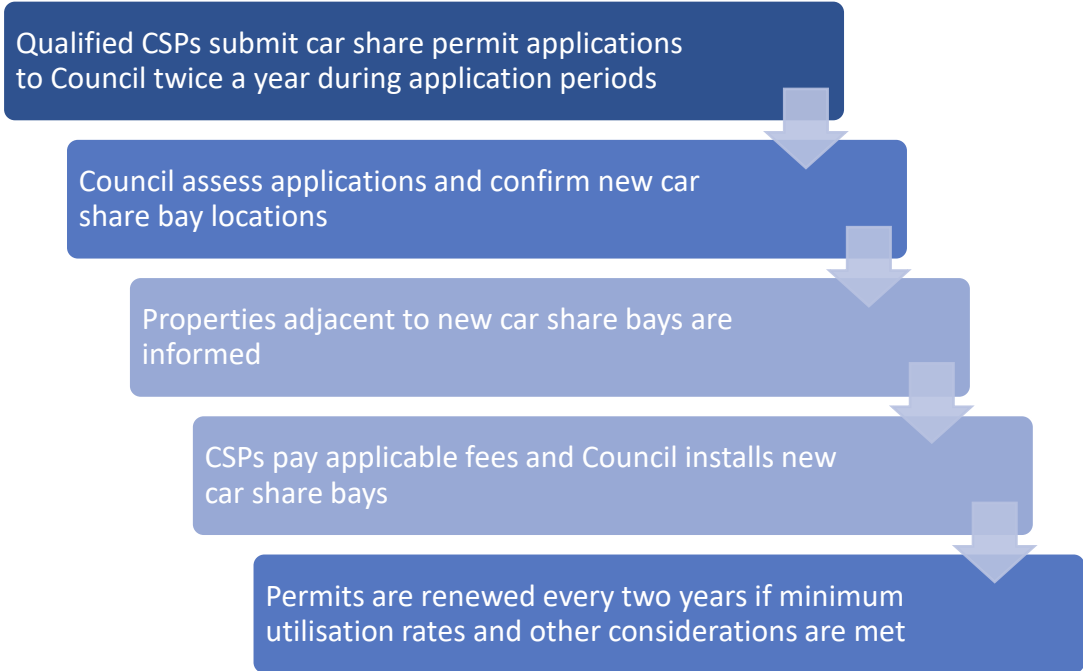 Qualified CSPs submit car share permit applications
to Council twice a year during application periods
Council assess applications and confirm new car
share bay locations
Properties adjacent to new car share bays are
informed
CSPs pay applicable fees and Council installs new
car share bays
Permits are renewed every two years if minimum
utilisation rates and other considerations are met